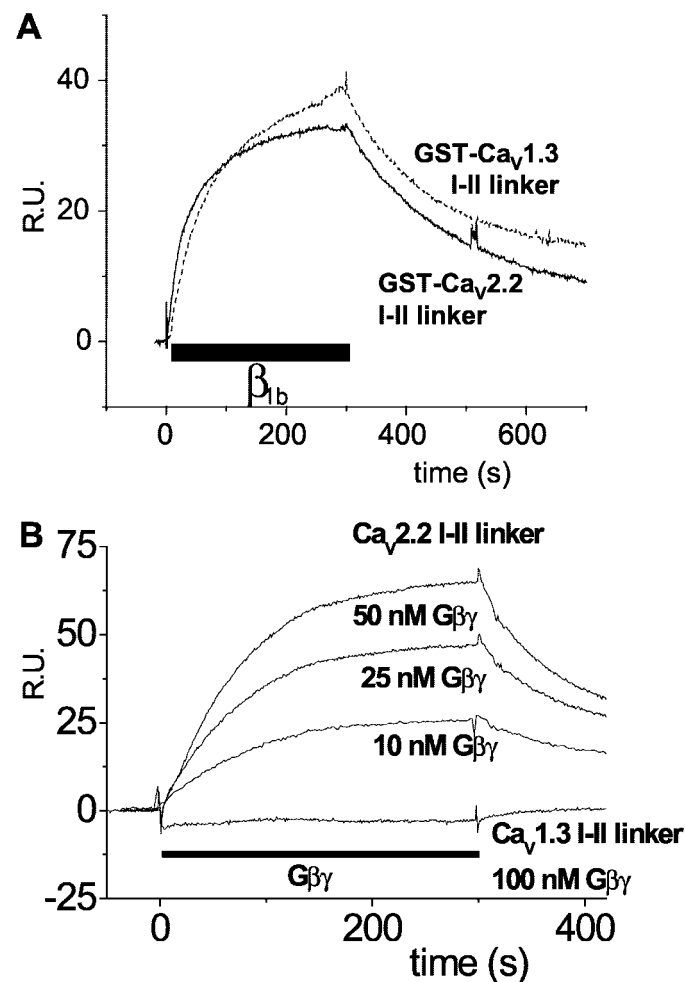 A
40
20
0
R.U.
GST-CaV1.3
I-II linker
GST-CaV2.2
I-II linker
β1b
0 200 400 600
time (s)
B
75
50
25
0
-25
R.U.
CaV2.2 I-II linker
50 nM Gβγ
25 nM Gβγ
10 nM Gβγ
CaV1.3 I-II linker
100 nM Gβγ
Gβγ
0 200 400
time (s)